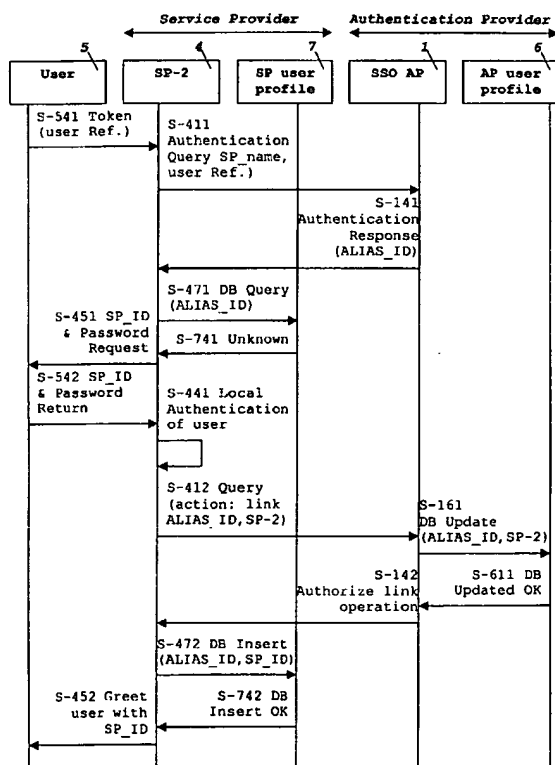 Service Provider
Authentication Provider
5
4
7
1
6
User
SP-2
SP user
profile
SSO AP
AP user
profile
S-541 Token
(user Ref.)
S-411
Authentication
Query SP_name,
user Ref.)
S-141
Authentication
Response
(ALIAS_ID)
S-471 DB Query
(ALIAS_ID)
S-451 SP_ID
& Password
Request
S-741 Unknown
S-542 SP_ID
& Password
Return
S-441 Local
Authentication
of user
S-412 Query
(action: link
ALIAS_ID,SP-2)
S-161
DB Update
(ALIAS_ID,SP-2)
S-142
Authorize link
operation
S-611 DB
Updated OK
S-472 DB Insert
(ALIAS_ID,SP_ID)
S-452 Greet
user with
SP_ID
S-742 DB
Insert OK